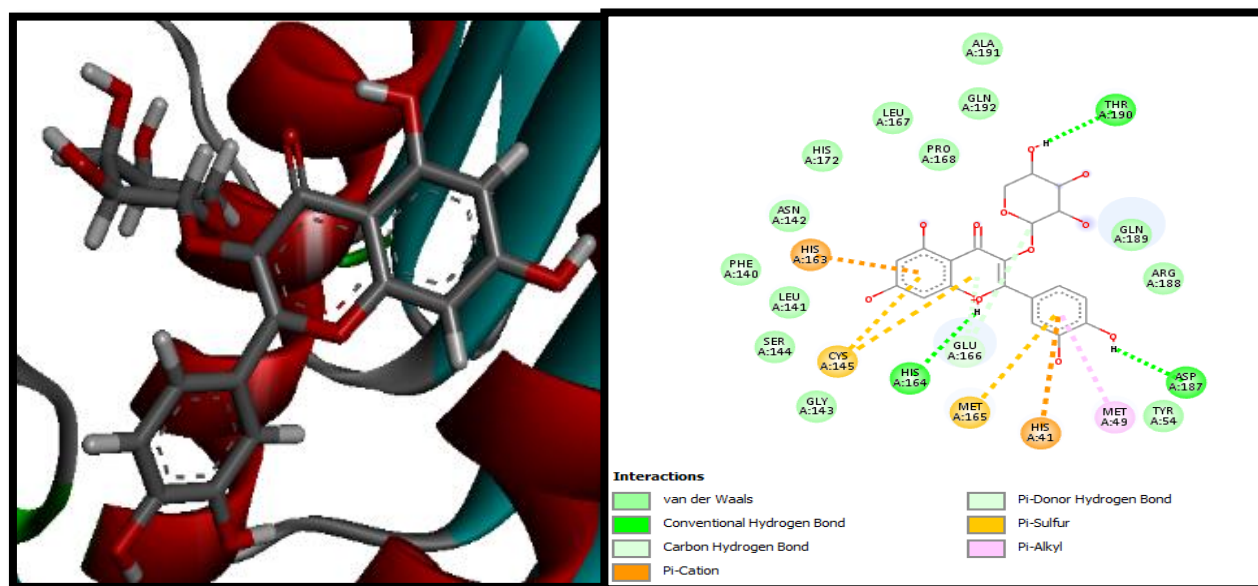 ALA
A:191
GLN
A:192
THR
A:190
LEU
A:167
PRO
A:168
HIS
A:172
H
O
O
O
O
O
ASN
A:142
GLN
A:189
HIS
A:163
O
O
O
PHE
A:140
ARG
A:188
LEU
A:141
O
O
H
SER
A:144
GLU
A:166
O
H
O
CYS
A:145
HIS
A:164
ASP
A:187
GLY
A:143
MET
A:165
MET
A:49
TYR
A:54
HIS
A:41
Interactions
van der Waals
Conventional Hydrogen Bond
Carbon Hydrogen Bond
Pi-Cation
Pi-Donor Hydrogen Bond
Pi-Sulfur
Pi-Alkyl